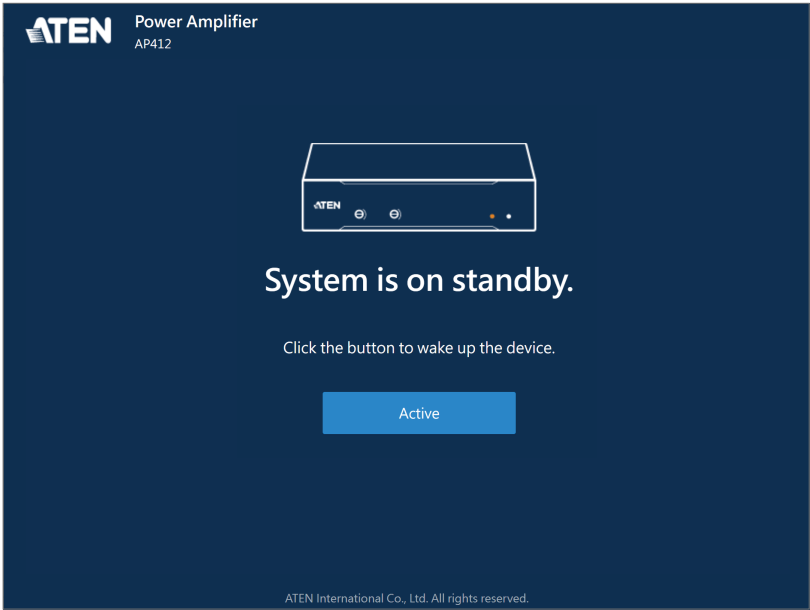 ATEN
Power Amplifier
AP412
ATEN
System is on standby.
Click the button to wake up the device.
Active
ATEN International Co., Ltd. All rights reserved.